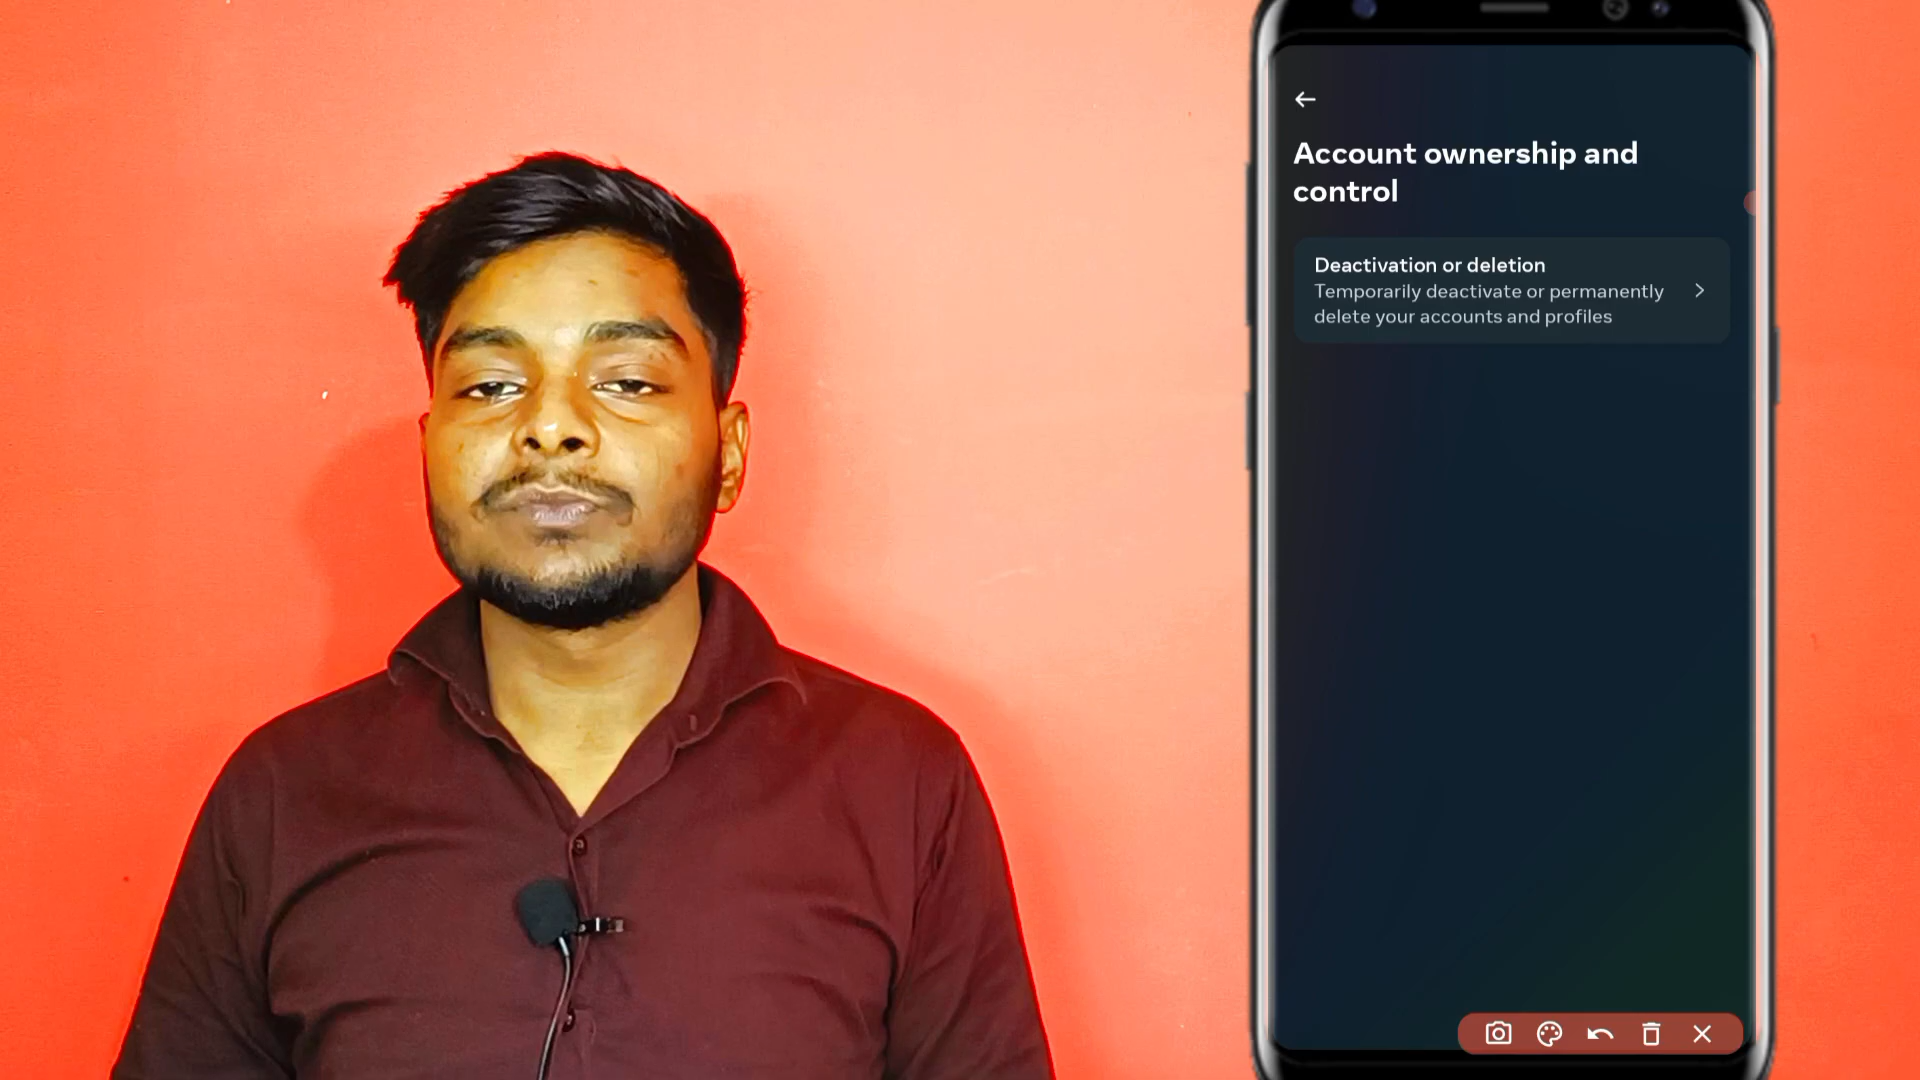 Account ownership and
control
Deactivation or deletion
Temporarily deactivate or permanently
delete your accounts and profiles